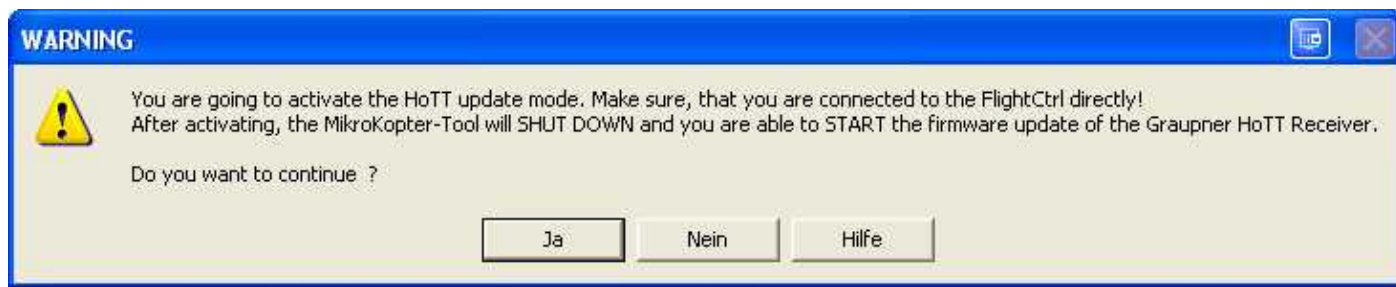 WARNING
You are going to activate the HoTT update mode. Make sure, that you are connected to the FlightCtrl directly!
After activating, the MikroKopter-Tool will SHUT DOWN and you are able to START the firmware update of the Graupner HoTT Receiver.
Do you want to continue ?
Ja Nein Hilfe